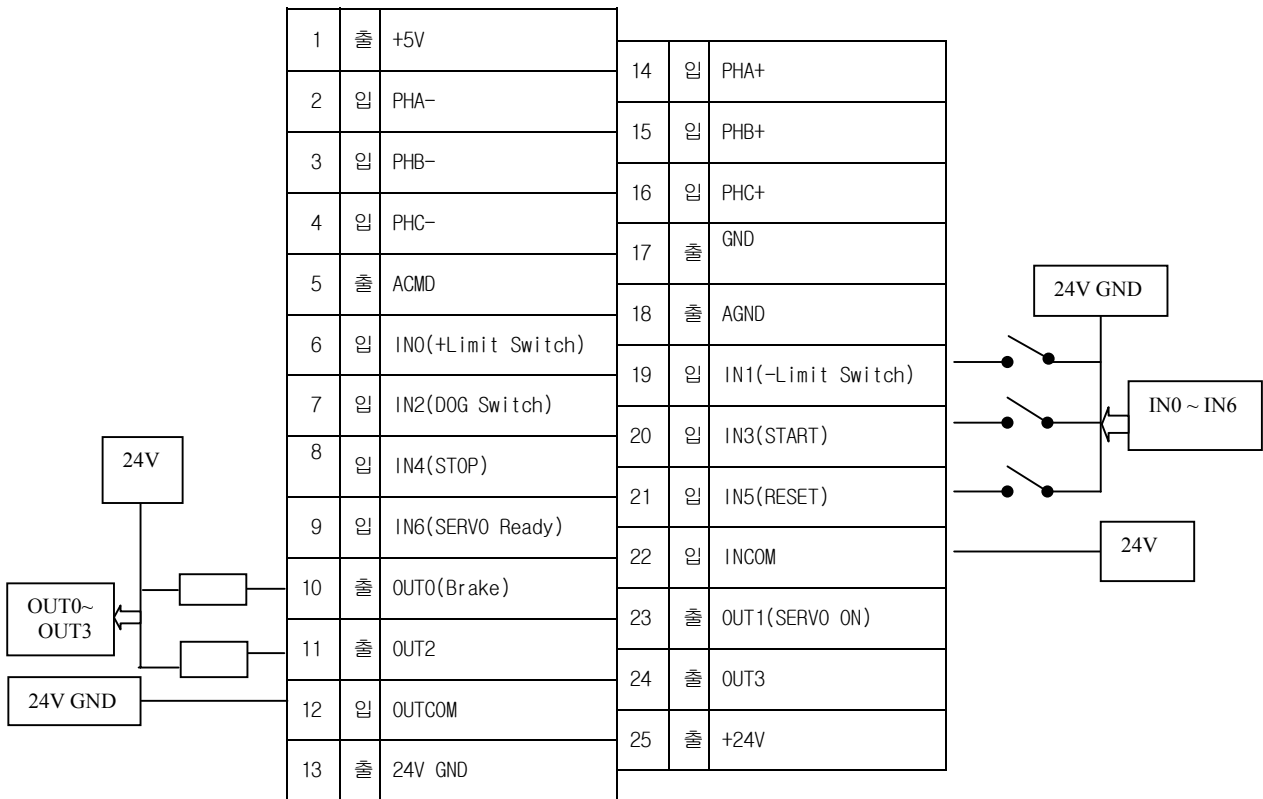 1 출 +5V
2 입 PHA-
3 입 PHB-
4 입 PHC-
5 출 ACMD
6 입 IN0(+Limit Switch)
7 입 IN2(DOG Switch)
8 입 IN4(STOP)
9 입 IN6(SERVO Ready)
10 출 OUT0(Brake)
11 출 OUT2
12 입 OUTCOM
13 출 24V GND
14 입 PHA+
15 입 PHB+
16 입 PHC+
17 출 GND
18 출 AGND
19 입 IN1(-Limit Switch)
20 입 IN3(START)
21 입 IN5(RESET)
22 입 INCOM
23 출 OUT1(SERVO ON)
24 출 OUT3
25 출 +24V
24V
OUT0~
OUT3
24V GND
24V GND
IN0 ~ IN6
24V